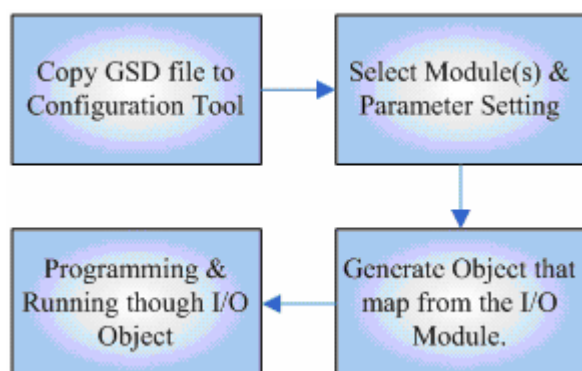 Copy GSD file to
Configuration Tool
Select Module(s) &
Parameter Setting
Generate Object that
map from the I/O
Module.
Programming &
Running though I/O
Object